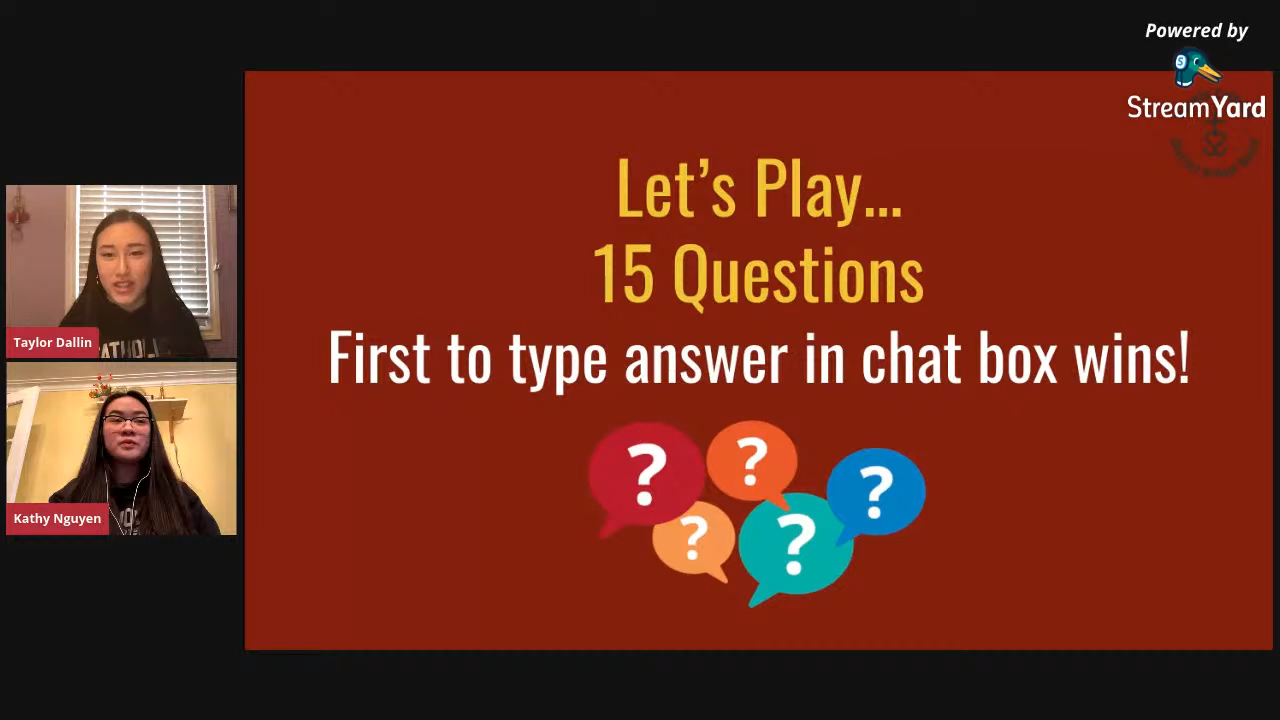 Powered by
StreamYard
Let's Play...
15 Questions
First to type answer in chat box wins!
?
?
?
?
?
Taylor Dallin
Kathy Nguyen